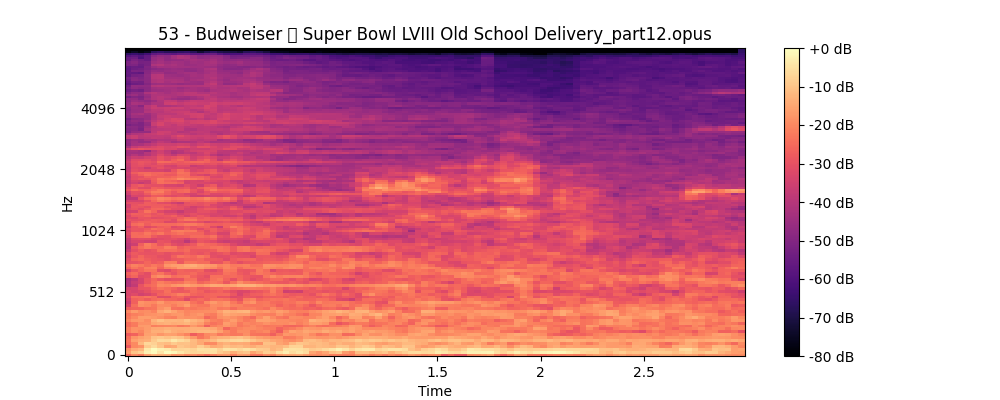 53 - Budweiser ▯ Super Bowl LVIII Old School Delivery_part12.opus
Hz
4096
2048
1024
512
0
0 0.5 1 1.5 2 2.5
Time
+0 dB
-10 dB
-20 dB
-30 dB
-40 dB
-50 dB
-60 dB
-70 dB
-80 dB